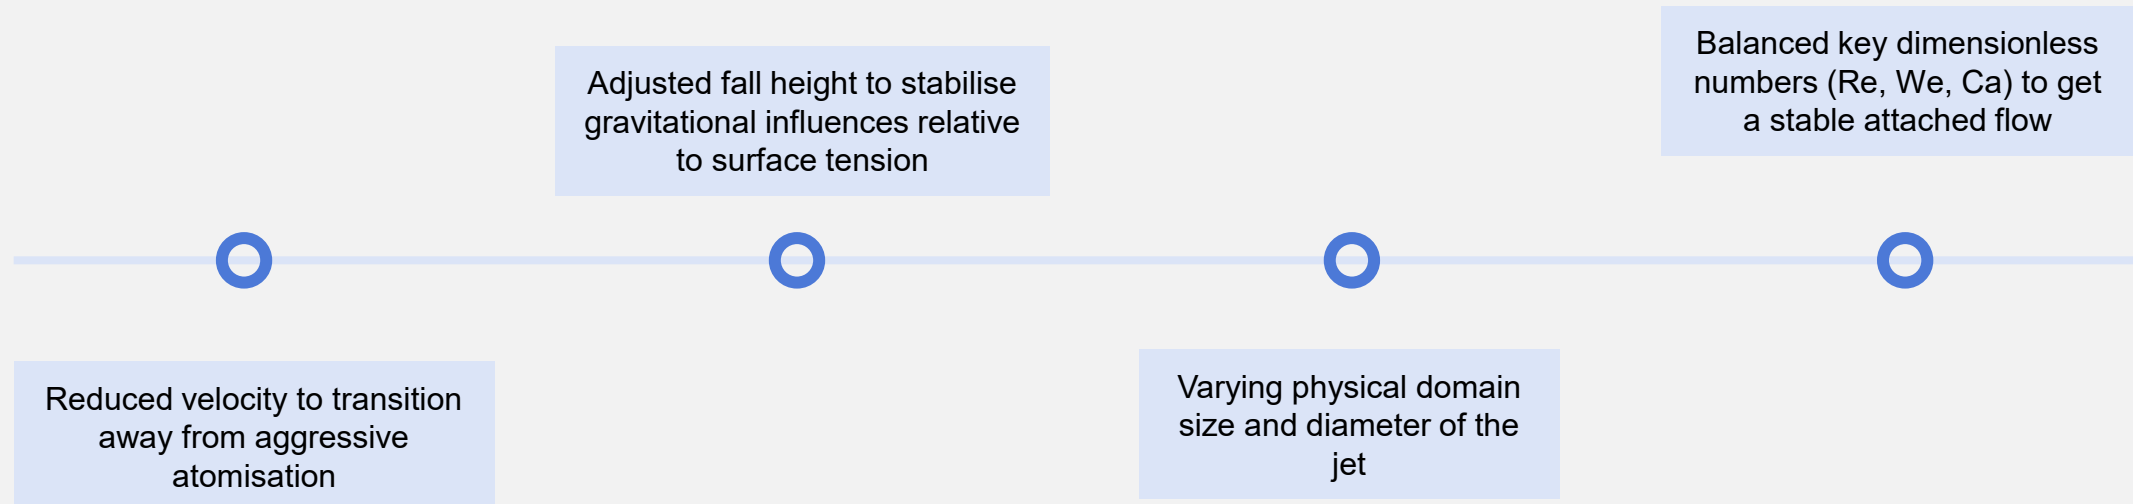 Reduced velocity to transition
away from aggressive
atomisation
Adjusted fall height to stabilise
gravitational influences relative
to surface tension
Varying physical domain
size and diameter of the
jet
Balanced key dimensionless
numbers (Re, We, Ca) to get
a stable attached flow